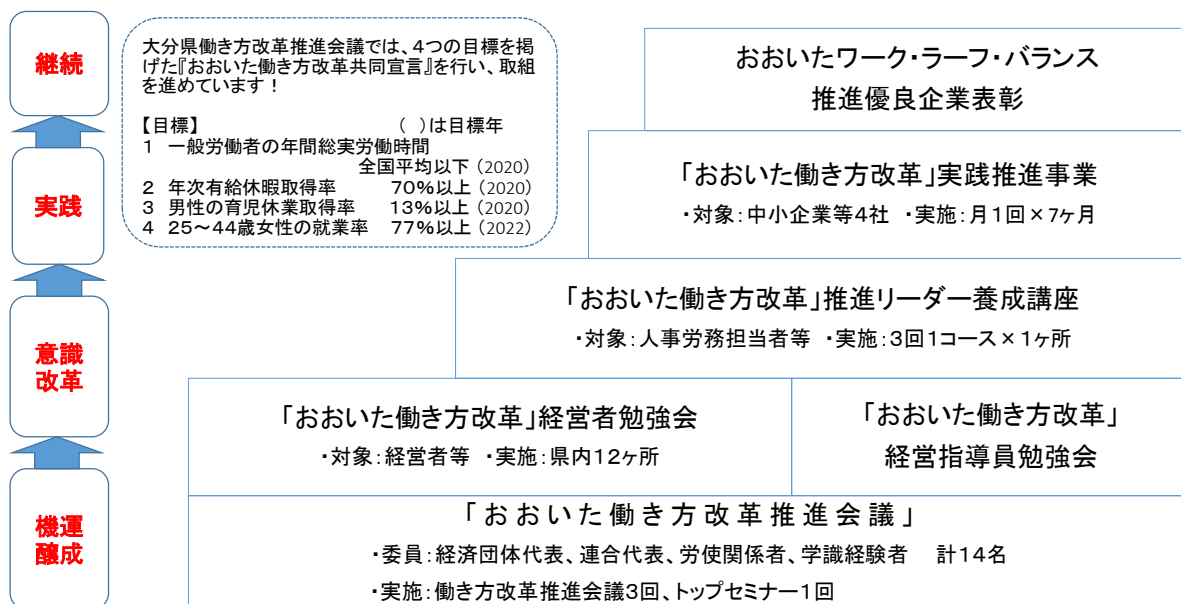 継続
実践
意識
改革
機運
醸成
大分県働き方改革推進会議では、4つの目標を掲
げた『おおいた働き方改革共同宣言』を行い、取組
を進めています！
【目標】 （ ）は目標年
1 一般労働者の年間総実労働時間
全国平均以下（2020）
2 年次有給休暇取得率 70％以上（2020）
3 男性の育児休業取得率 13％以上（2020）
4 25～44歳女性の就業率 77％以上（2022）
おおいたワーク・ラーフ・バランス
推進優良企業表彰
「おおいた働き方改革」実践推進事業
・対象：中小企業等4社 ・実施：月1回×7ヶ月
「おおいた働き方改革」推進リーダー養成講座
・対象：人事労務担当者等 ・実施：3回1コース×1ヶ所
「おおいた働き方改革」経営者勉強会
・対象：経営者等 ・実施：県内12ヶ所
「おおいた働き方改革」
経営指導員勉強会
「おおいた働き方改革推進会議」
・委員：経済団体代表、連合代表、労使関係者、学識経験者 計14名
・実施：働き方改革推進会議3回、トップセミナー1回